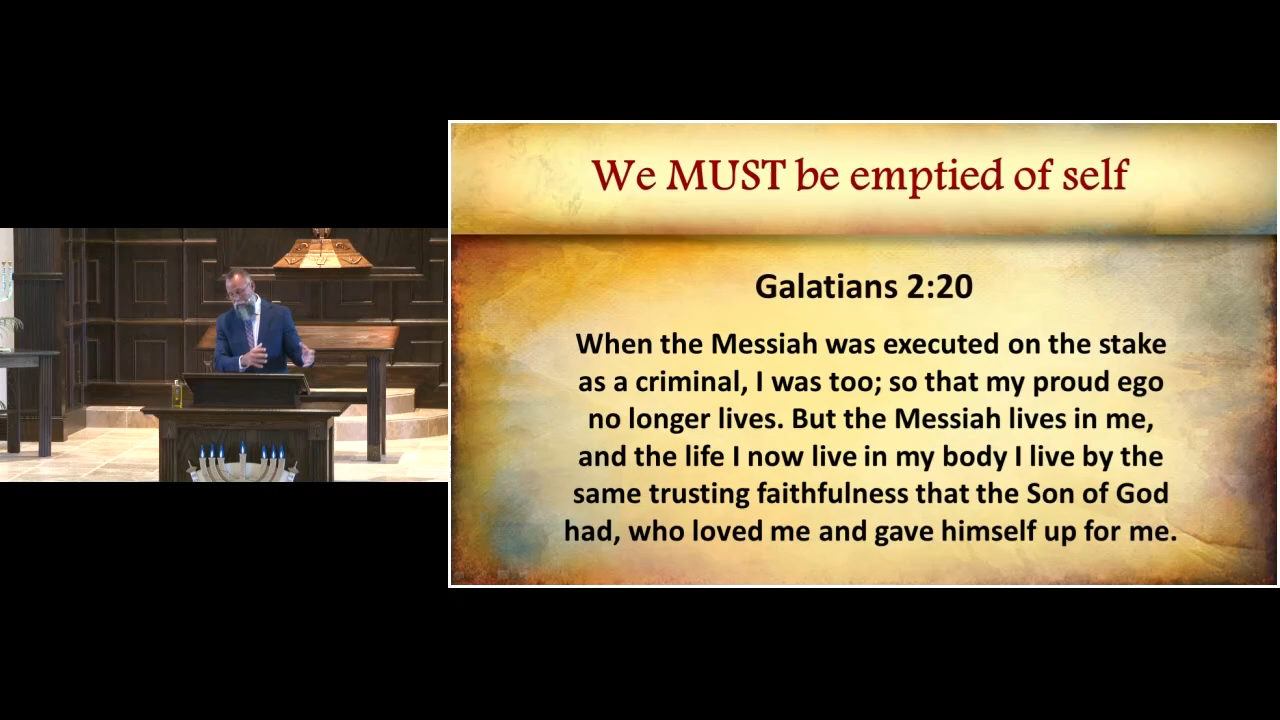 We MUST be emptied of self
Galatians 2:20
When the Messiah was executed on the stake
as a criminal, I was too; so that my proud ego
no longer lives. But the Messiah lives in me,
and the life I now live in my body I live by the
same trusting faithfulness that the Son of God
had, who loved me and gave himself up for me.